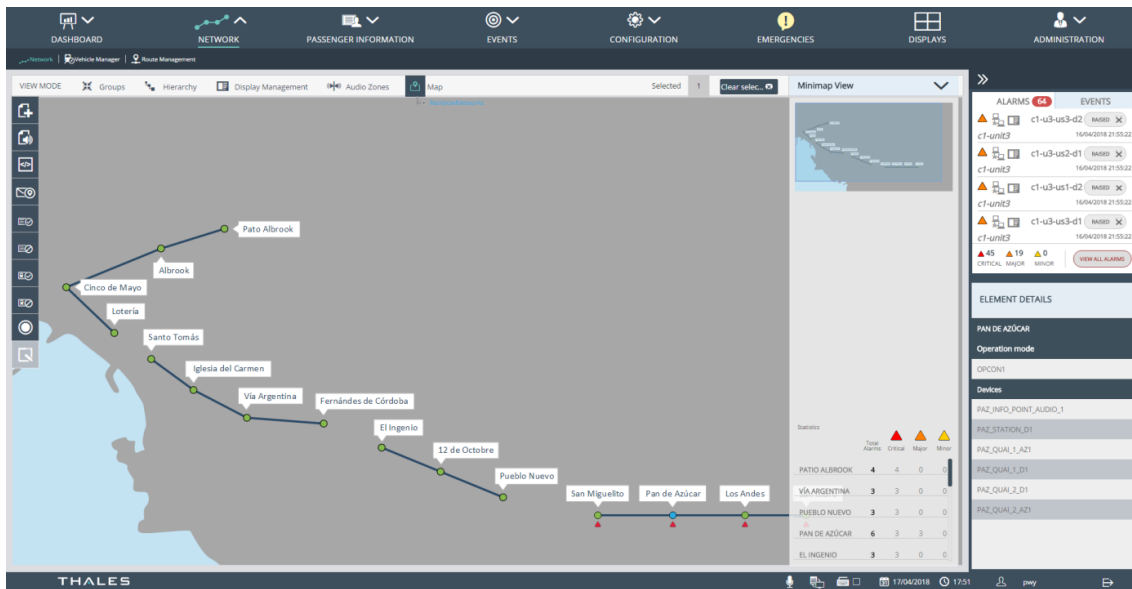 DASHBOARD
NETWORK
PASSENGER INFORMATION
EVENTS
CONFIGURATION
EMERGENCIES
DISPLAYS
ADMINISTRATION
Network | Vehicle Manager | Route Management
VIEW MODE Groups Hierarchy Display Management Audio Zones Map Selected 1 Clear selec...
Minimap View
Pato Albrook
Albrook
Cinco de Mayo
Lotería
Santo Tomás
Iglesia del Carmen
Vía Argentina
Fernándes de Córdoba
El Ingenio
12 de Octobre
Pueblo Nuevo
San Miguelito
Pan de Azúcar
Los Andes
Statistics
Total Alarms Critical Major Minor
PATIO ALBROOK 4 4 0 0
VÍA ARGENTINA 3 3 0 0
PUEBLO NUEVO 3 3 0 0
PAN DE AZÚCAR 6 3 3 0
EL INGENIO 3 3 0 0
ALARMS 64 EVENTS
c1-u3-us3-d2 RAISED
c1-unit3 16/04/2018 21:55:22
c1-u3-us2-d1 RAISED
c1-unit3 16/04/2018 21:55:22
c1-u3-us1-d2 RAISED
c1-unit3 16/04/2018 21:55:22
c1-u3-us3-d1 RAISED
c1-unit3 16/04/2018 21:55:22
45 19 0
CRITICAL MAJOR MINOR
VIEW ALL ALARMS
ELEMENT DETAILS
PAN DE AZÚCAR
Operation mode
OPCON1
Devices
PAZ_INFO_POINT_AUDIO_1
PAZ_STATION_D1
PAZ_QUAI_1_AZ1
PAZ_QUAI_1_D1
PAZ_QUAI_2_D1
PAZ_QUAI_2_AZ1
THALES
17/04/2018 17:51 pwy